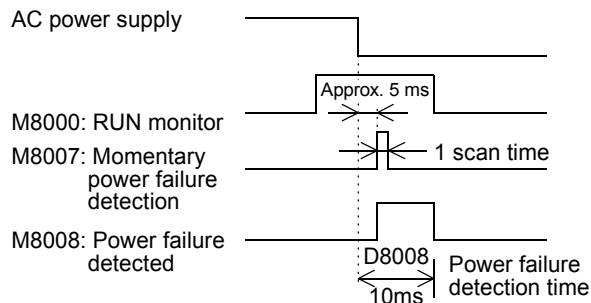 AC power supply
Approx. 5 ms
M8000: RUN monitor
M8007: Momentary
power failure
detection
1 scan time
M8008: Power failure
detected
D8008
10ms
Power failure
detection time